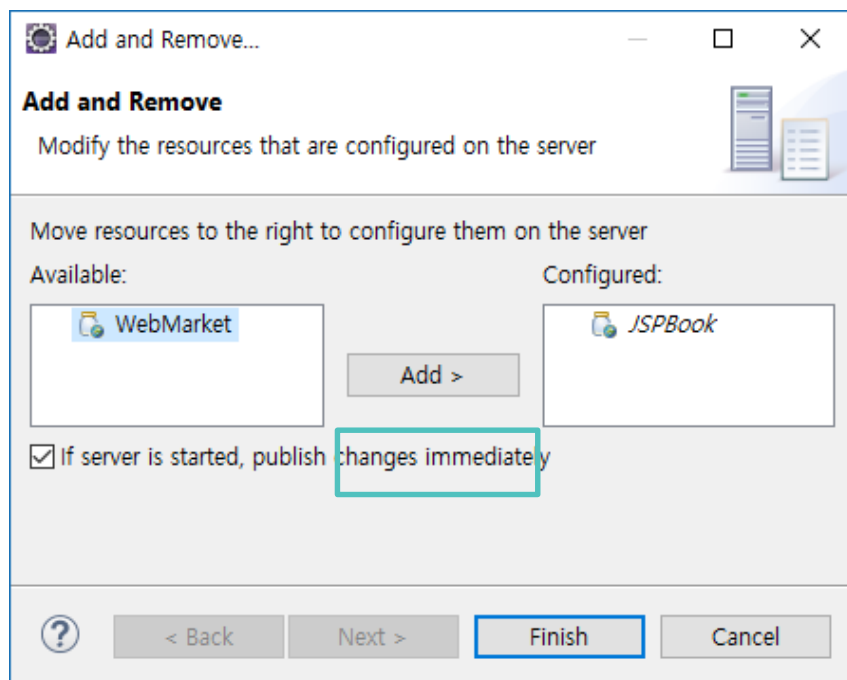 Add and Remove...
Add and Remove
Modify the resources that are configured on the server
Move resources to the right to configure them on the server
Available:
Configured:
WebMarket
JSPBook
Add >
If server is started, publish changes immediately
?
< Back
Next >
Finish
Cancel